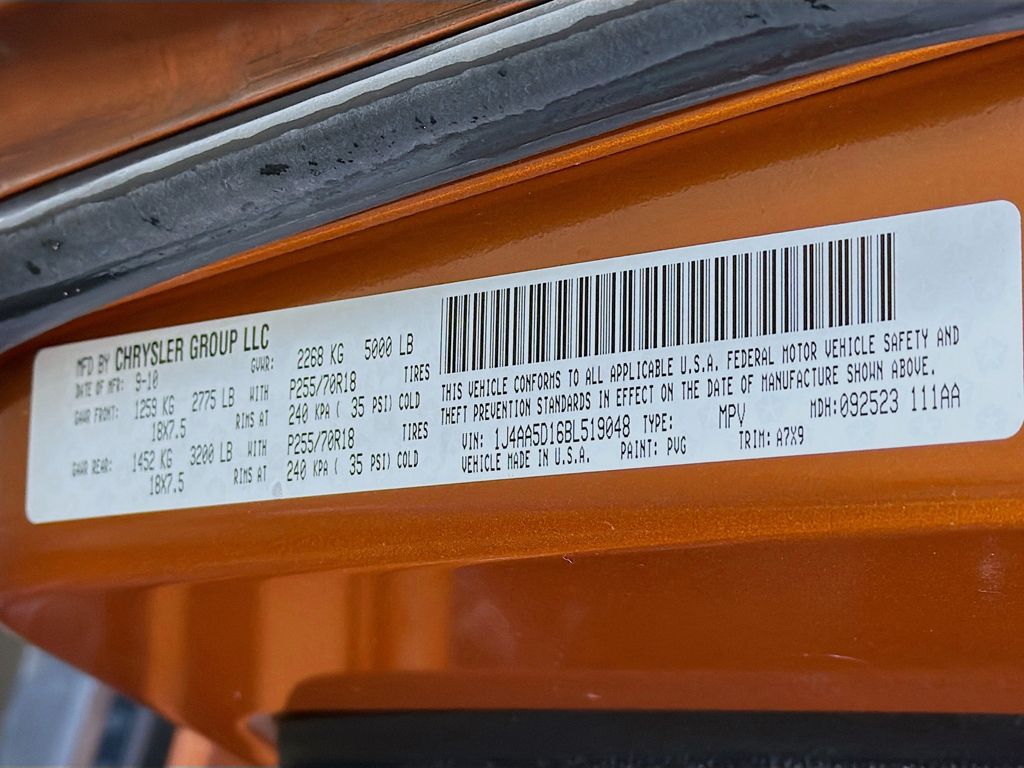 MFD BY CHRYSLER GROUP LLC
DATE OF MFR: 9-10 GVWR: 2268 KG 5000 LB
GAWR FRONT: 1259 KG 2775 LB WITH P255/70R18 TIRES
18X7.5 RIMS AT 240 KPA ( 35 PSI) COLD
GAWR REAR: 1452 KG 3200 LB WITH P255/70R18 TIRES
18X7.5 RIMS AT 240 KPA ( 35 PSI) COLD
THIS VEHICLE CONFORMS TO ALL APPLICABLE U.S.A. FEDERAL MOTOR VEHICLE SAFETY AND
THEFT PREVENTION STANDARDS IN EFFECT ON THE DATE OF MANUFACTURE SHOWN ABOVE.
VIN: 1J4AA5D16BL519048 TYPE: MPV MDH:092523 111AA
VEHICLE MADE IN U.S.A. PAINT: PVG TRIM: A7X9